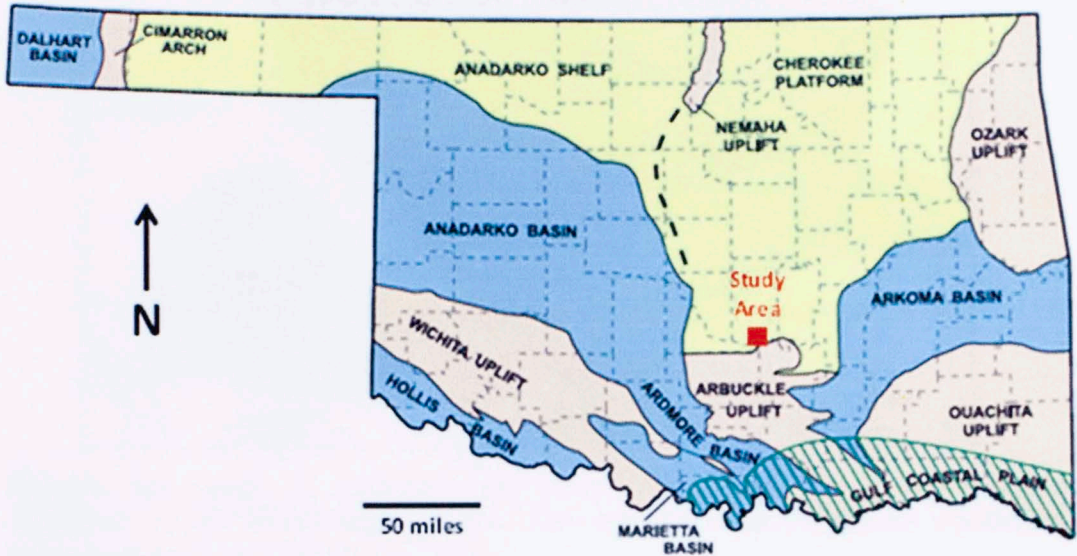 DALHART
BASIN
CIMARRON
ARCH
ANADARKO SHELF
CHEROKEE
PLATFORM
NEMAHA
UPLIFT
OZARK
UPLIFT
ANADARKO BASIN
Study
Area
ARKOMA BASIN
N
WICHITA UPLIFT
HOLLIS
BASIN
ARDMORE BASIN
ARBUCKLE
UPLIFT
OUACHITA
UPLIFT
GULF COASTAL PLAIN
50 miles
MARIETTA
BASIN